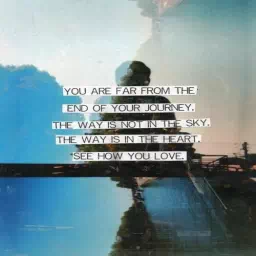 YOU ARE FAR FROM THE
END OF YOUR JOURNEY.
THE WAY IS NOT IN THE SKY.
THE WAY IS IN THE HEART.
"SEE HOW YOU LOVE.